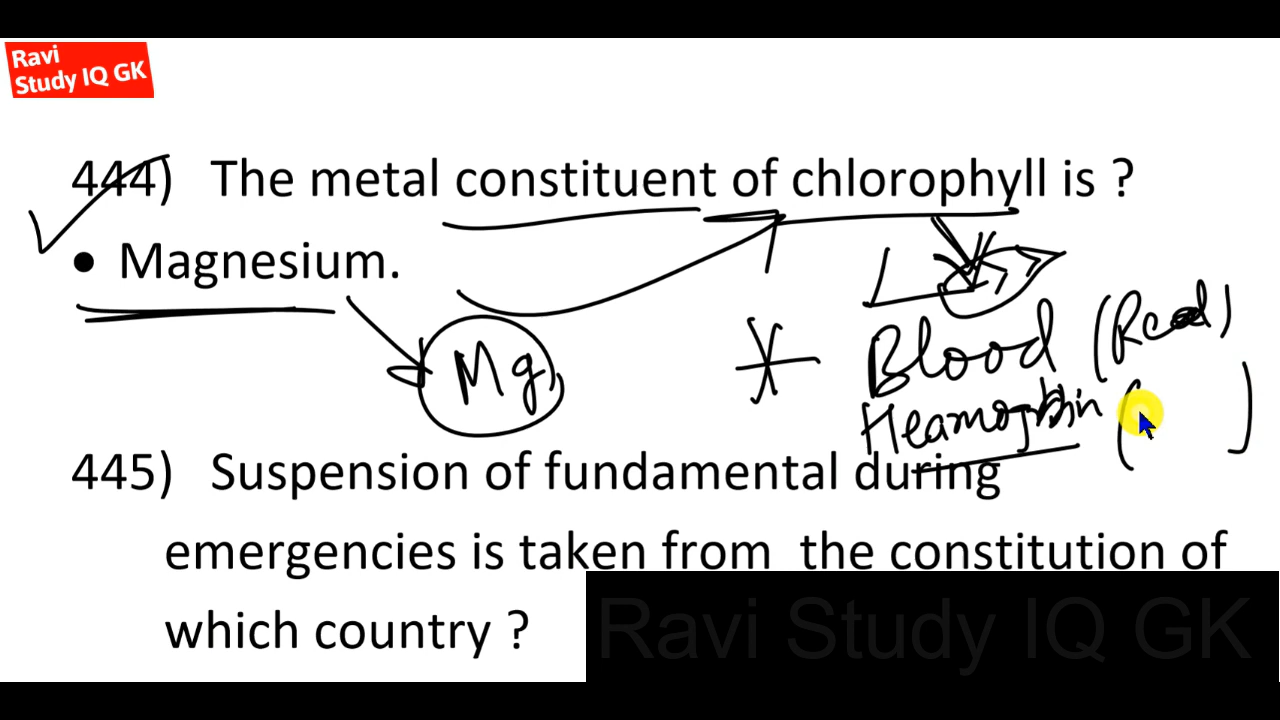 Ravi
Study IQ GK
444) The metal constituent of chlorophyll is ?
• Magnesium.
Mg
Blood (Read)
Heamoglobin ( )
445) Suspension of fundamental during
emergencies is taken from the constitution of
which country ?
Ravi Study IQ GK